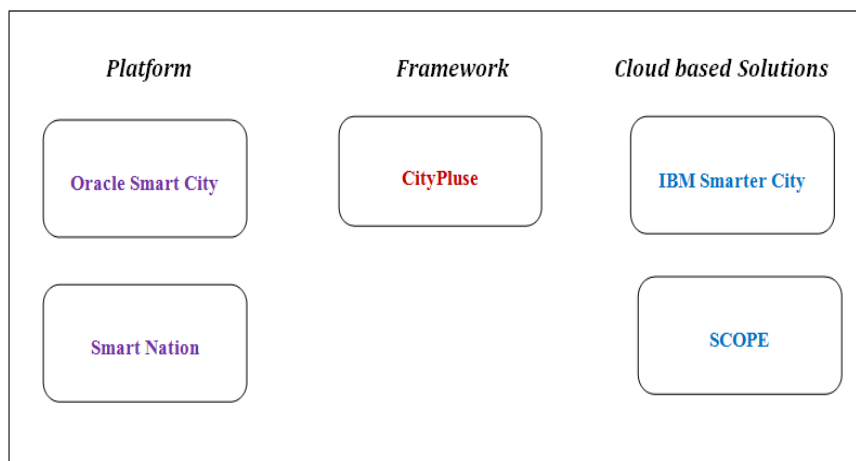 Platform
Framework
Cloud based Solutions
Oracle Smart City
CityPluse
IBM Smarter City
Smart Nation
SCOPE